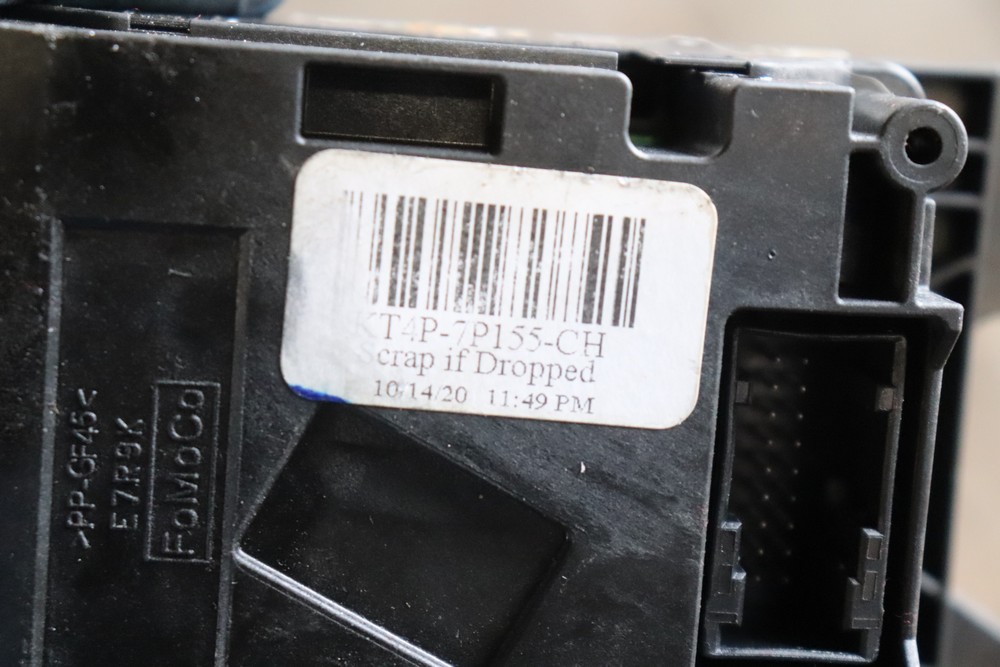 KT4P-7P155-CH
Scrap if Dropped
10/14/20 11:49 PM
>PP-GF45<
E7R9K
FoMoCo